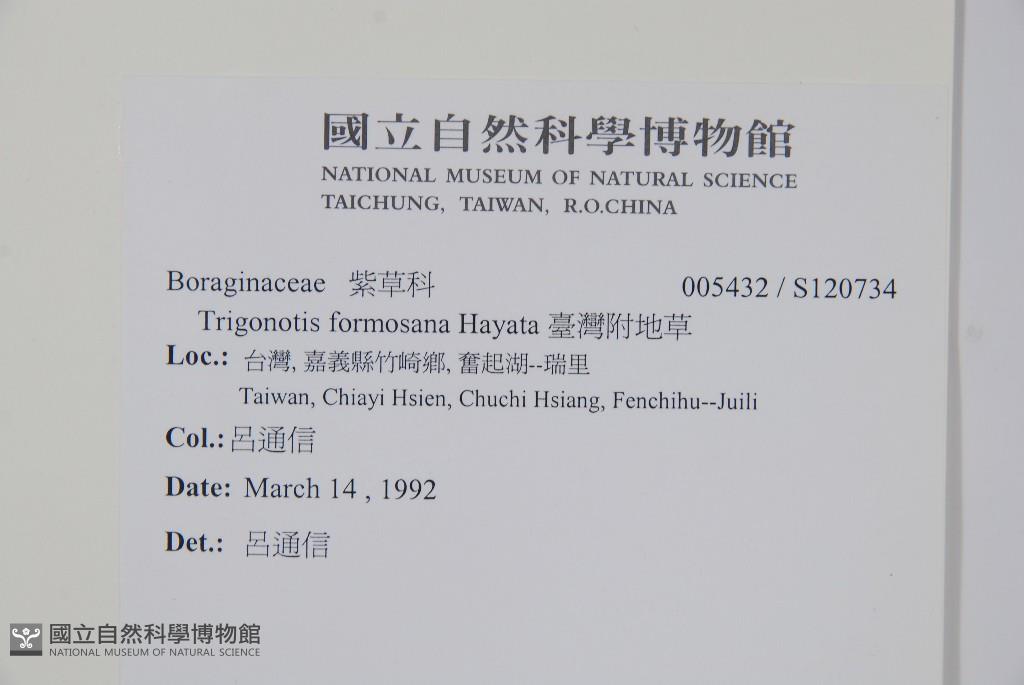 國立自然科學博物館
NATIONAL MUSEUM OF NATURAL SCIENCE
TAICHUNG, TAIWAN, R.O.CHINA
Boraginaceae 紫草科 005432 / S120734
Trigonotis formosana Hayata 臺灣附地草
Loc.: 台灣, 嘉義縣竹崎鄉, 奮起湖--瑞里
Taiwan, Chiayi Hsien, Chuchi Hsiang, Fenchihu--Juili
Col.: 呂通信
Date: March 14 , 1992
Det.: 呂通信
國立自然科學博物館
NATIONAL MUSEUM OF NATURAL SCIENCE